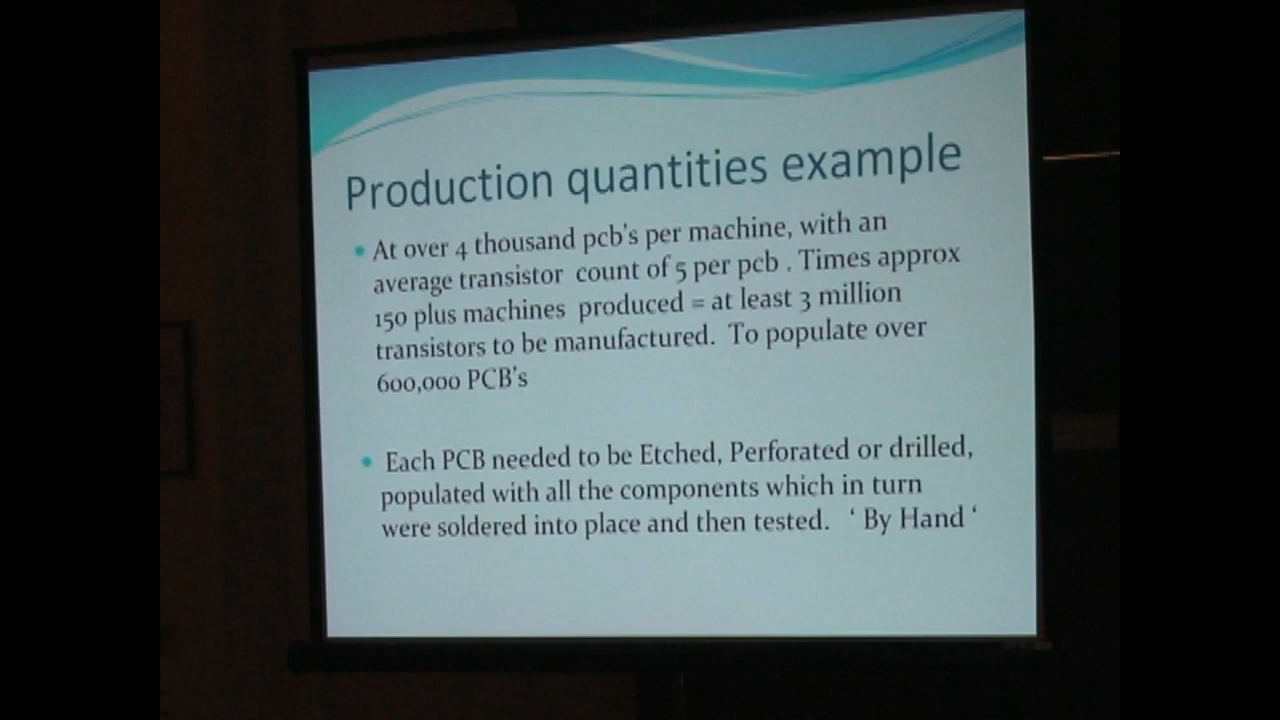 Production quantities example
At over 4 thousand pcb's per machine, with an
average transistor count of 5 per pcb . Times approx
150 plus machines produced = at least 3 million
transistors to be manufactured. To populate over
600,000 PCB's
Each PCB needed to be Etched, Perforated or drilled,
populated with all the components which in turn
were soldered into place and then tested. ‘ By Hand ‘